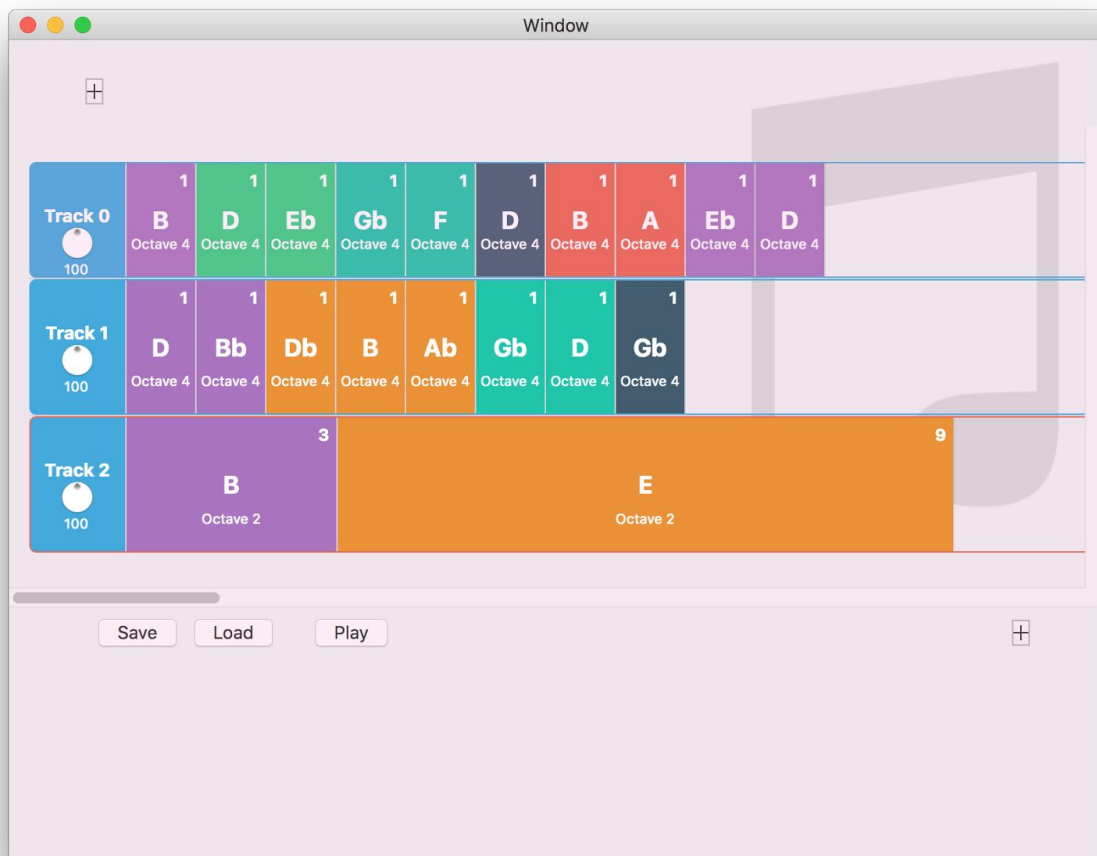 Window
+
1 1 1 1 1 1 1 1 1 1
Track 0 B D Eb Gb F D B A Eb D
Octave 4 Octave 4 Octave 4 Octave 4 Octave 4 Octave 4 Octave 4 Octave 4 Octave 4 Octave 4
100
1 1 1 1 1 1 1 1
Track 1 D Bb Db B Ab Gb D Gb
100 Octave 4 Octave 4 Octave 4 Octave 4 Octave 4 Octave 4 Octave 4 Octave 4
3 9
Track 2 B E
100 Octave 2 Octave 2
Save Load Play +